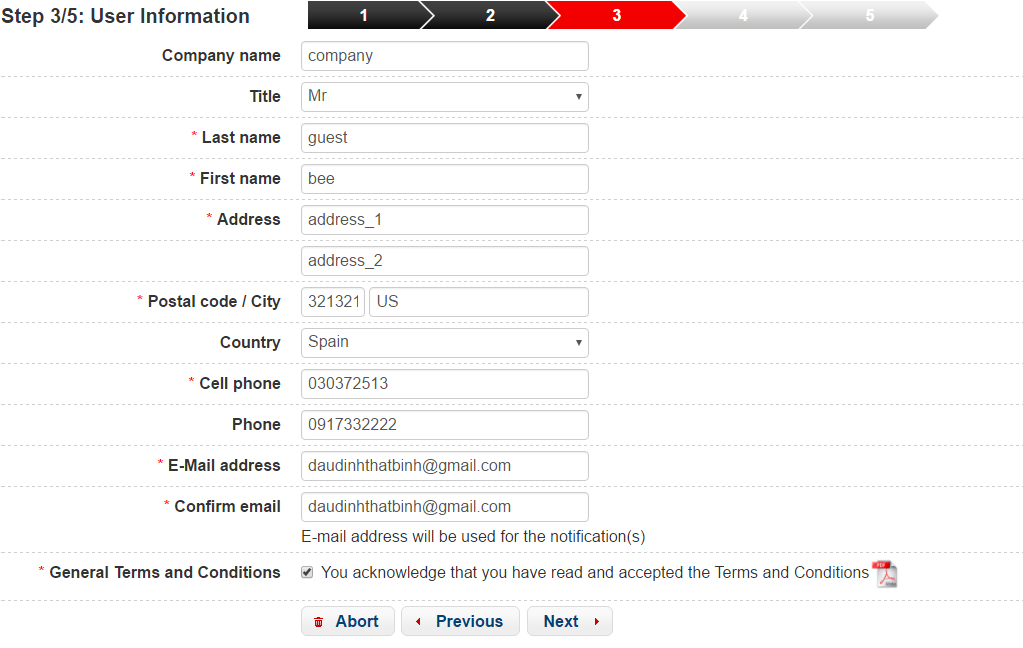 Step 3/5: User Information 1 2 3 4 5
Company name company
Title Mr
* Last name guest
* First name bee
* Address address_1
address_2
* Postal code / City 321321 US
Country Spain
* Cell phone 030372513
Phone 0917332222
* E-Mail address daudinhthatbinh@gmail.com
* Confirm email daudinhthatbinh@gmail.com
E-mail address will be used for the notification(s)
* General Terms and Conditions You acknowledge that you have read and accepted the Terms and Conditions PDF
Abort Previous Next